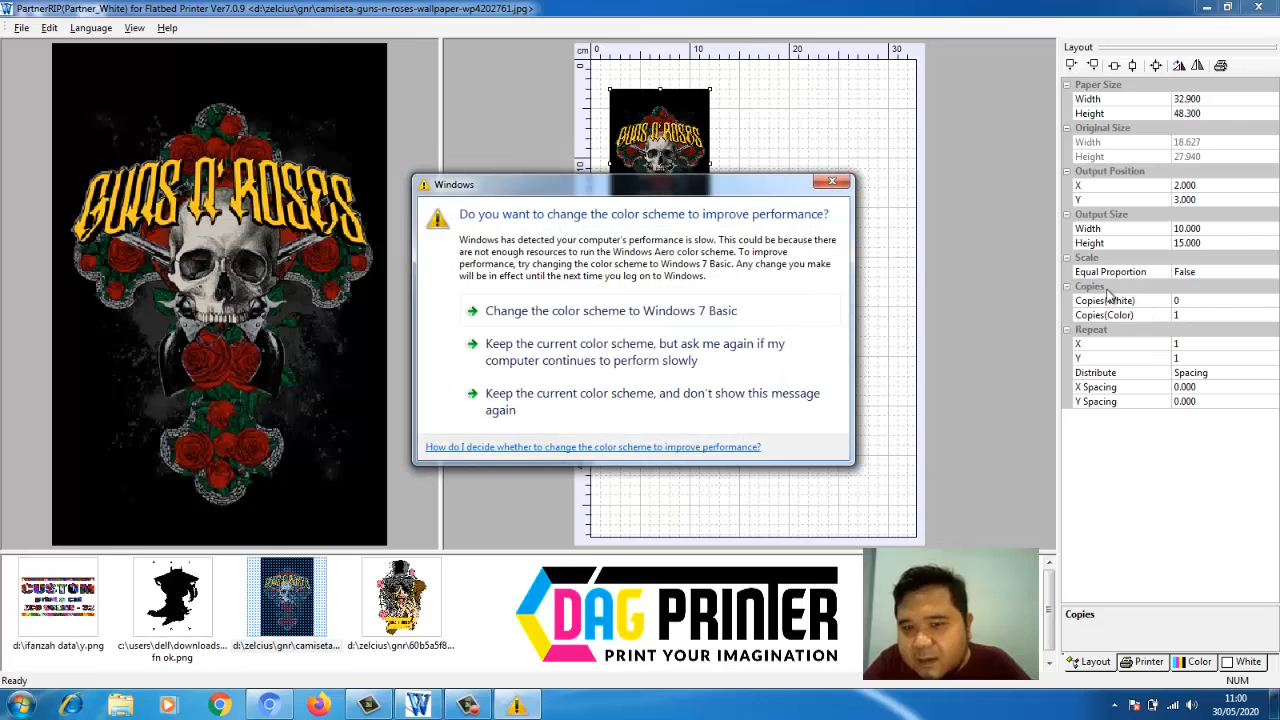 PartnerRIP(Partner_White) for Flatbed Printer Ver7.0.9 <d:\zelcius\gnr\camiseta-guns-n-roses-wallpaper-wp4202761.jpg>
File Edit Language View Help
GUNS N' ROSES
cm 0 10 20 30
0
10
GUNS N' ROSES
Windows
Do you want to change the color scheme to improve performance?
Windows has detected your computer's performance is slow. This could be because there
are not enough resources to run the Windows Aero color scheme. To improve
performance, try changing the color scheme to Windows 7 Basic. Any change you make
will be in effect until the next time you log on to Windows.
Change the color scheme to Windows 7 Basic
Keep the current color scheme, but ask me again if my
computer continues to perform slowly
Keep the current color scheme, and don't show this message
again
How do I decide whether to change the color scheme to improve performance?
Layout
Paper Size
Width 32.900
Height 48.300
Original Size
Width 18.627
Height 27.940
Output Position
X 2.000
Y 3.000
Output Size
Width 10.000
Height 15.000
Scale
Equal Proportion False
Copies
Copies(White) 0
Copies(Color) 1
Repeat
X 1
Y 1
Distribute Spacing
X Spacing 0.000
Y Spacing 0.000
Copies
Layout Printer Color White
CUSTOM
d:\ifanzah data\y.png
c:\users\dell\downloads...
fn ok.png
d:\zelcius\gnr\camiseta...
d:\zelcius\gnr\60b5a5f8...
DAG PRINTER
PRINT YOUR IMAGINATION
Ready
NUM
11:00
30/05/2020